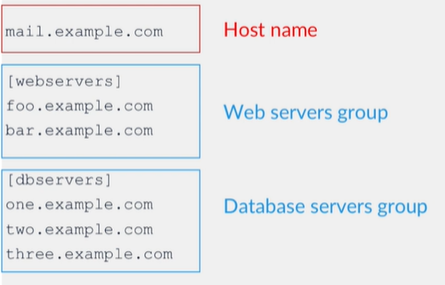 mail.example.com Host name
[webservers]
foo.example.com
bar.example.com
Web servers group
[dbservers]
one.example.com
two.example.com
three.example.com
Database servers group